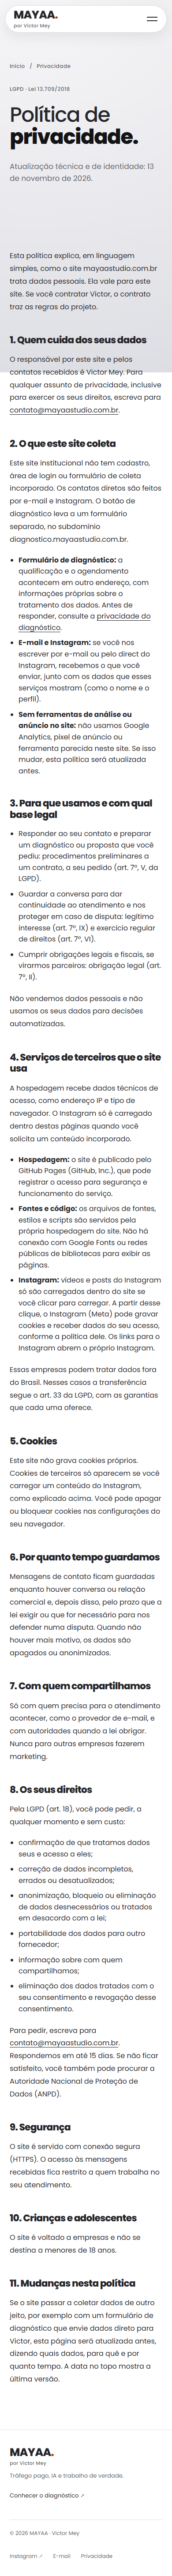 MAYAA.
por Victor Mey
Início / Privacidade
LGPD · Lei 13.709/2018
Política de
privacidade.
Atualização técnica e de identidade: 13
de novembro de 2026.
Esta política explica, em linguagem
simples, como o site mayaastudio.com.br
trata dados pessoais. Ela vale para este
site. Se você contratar Victor, o contrato
traz as regras do projeto.
1. Quem cuida dos seus dados
O responsável por este site e pelos
contatos recebidos é Victor Mey. Para
qualquer assunto de privacidade, inclusive
para exercer os seus direitos, escreva para
contato@mayaastudio.com.br.
2. O que este site coleta
Este site institucional não tem cadastro,
área de login ou formulário de coleta
incorporado. Os contatos diretos são feitos
por e-mail e Instagram. O botão de
diagnóstico leva a um formulário
separado, no subdomínio
diagnostico.mayaastudio.com.br.
• Formulário de diagnóstico: a
qualificação e o agendamento
acontecem em outro endereço, com
informações próprias sobre o
tratamento dos dados. Antes de
responder, consulte a privacidade do
diagnóstico.
• E-mail e Instagram: se você nos
escrever por e-mail ou pelo direct do
Instagram, recebemos o que você
enviar, junto com os dados que esses
serviços mostram (como o nome e o
perfil).
• Sem ferramentas de análise ou
anúncio no site: não usamos Google
Analytics, pixel de anúncio ou
ferramenta parecida neste site. Se isso
mudar, esta política será atualizada
antes.
3. Para que usamos e com qual
base legal
• Responder ao seu contato e preparar
um diagnóstico ou proposta que você
pediu: procedimentos preliminares a
um contrato, a seu pedido (art. 7º, V, da
LGPD).
• Guardar a conversa para dar
continuidade ao atendimento e nos
proteger em caso de disputa: legítimo
interesse (art. 7º, IX) e exercício regular
de direitos (art. 7º, VI).
• Cumprir obrigações legais e fiscais, se
virarmos parceiros: obrigação legal (art.
7º, II).
Não vendemos dados pessoais e não
usamos os seus dados para decisões
automatizadas.
4. Serviços de terceiros que o site
usa
A hospedagem recebe dados técnicos de
acesso, como endereço IP e tipo de
navegador. O Instagram só é carregado
dentro destas páginas quando você
solicita um conteúdo incorporado.
• Hospedagem: o site é publicado pelo
GitHub Pages (GitHub, Inc.), que pode
registrar o acesso para segurança e
funcionamento do serviço.
• Fontes e código: os arquivos de fontes,
estilos e scripts são servidos pela
própria hospedagem do site. Não há
conexão com Google Fonts ou redes
públicas de bibliotecas para exibir as
páginas.
• Instagram: vídeos e posts do Instagram
só são carregados dentro do site se
você clicar para carregar. A partir desse
clique, o Instagram (Meta) pode gravar
cookies e receber dados do seu acesso,
conforme a política dele. Os links para o
Instagram abrem o próprio Instagram.
Essas empresas podem tratar dados fora
do Brasil. Nesses casos a transferência
segue o art. 33 da LGPD, com as garantias
que cada uma oferece.
5. Cookies
Este site não grava cookies próprios.
Cookies de terceiros só aparecem se você
carregar um conteúdo do Instagram,
como explicado acima. Você pode apagar
ou bloquear cookies nas configurações do
seu navegador.
6. Por quanto tempo guardamos
Mensagens de contato ficam guardadas
enquanto houver conversa ou relação
comercial e, depois disso, pelo prazo que a
lei exigir ou que for necessário para nos
defender numa disputa. Quando não
houver mais motivo, os dados são
apagados ou anonimizados.
7. Com quem compartilhamos
Só com quem precisa para o atendimento
acontecer, como o provedor de e-mail, e
com autoridades quando a lei obrigar.
Nunca para outras empresas fazerem
marketing.
8. Os seus direitos
Pela LGPD (art. 18), você pode pedir, a
qualquer momento e sem custo:
• confirmação de que tratamos dados
seus e acesso a eles;
• correção de dados incompletos,
errados ou desatualizados;
• anonimização, bloqueio ou eliminação
de dados desnecessários ou tratados
em desacordo com a lei;
• portabilidade dos dados para outro
fornecedor;
• informação sobre com quem
compartilhamos;
• eliminação dos dados tratados com o
seu consentimento e revogação desse
consentimento.
Para pedir, escreva para
contato@mayaastudio.com.br.
Respondemos em até 15 dias. Se não ficar
satisfeito, você também pode procurar a
Autoridade Nacional de Proteção de
Dados (ANPD).
9. Segurança
O site é servido com conexão segura
(HTTPS). O acesso às mensagens
recebidas fica restrito a quem trabalha no
seu atendimento.
10. Crianças e adolescentes
O site é voltado a empresas e não se
destina a menores de 18 anos.
11. Mudanças nesta política
Se o site passar a coletar dados de outro
jeito, por exemplo com um formulário de
diagnóstico que envie dados direto para
Victor, esta página será atualizada antes,
dizendo quais dados, para quê e por
quanto tempo. A data no topo mostra a
última versão.
MAYAA.
por Victor Mey
Tráfego pago, IA e trabalho de verdade.
Conhecer o diagnóstico ↗
© 2026 MAYAA · Victor Mey
Instagram ↗ E-mail Privacidade